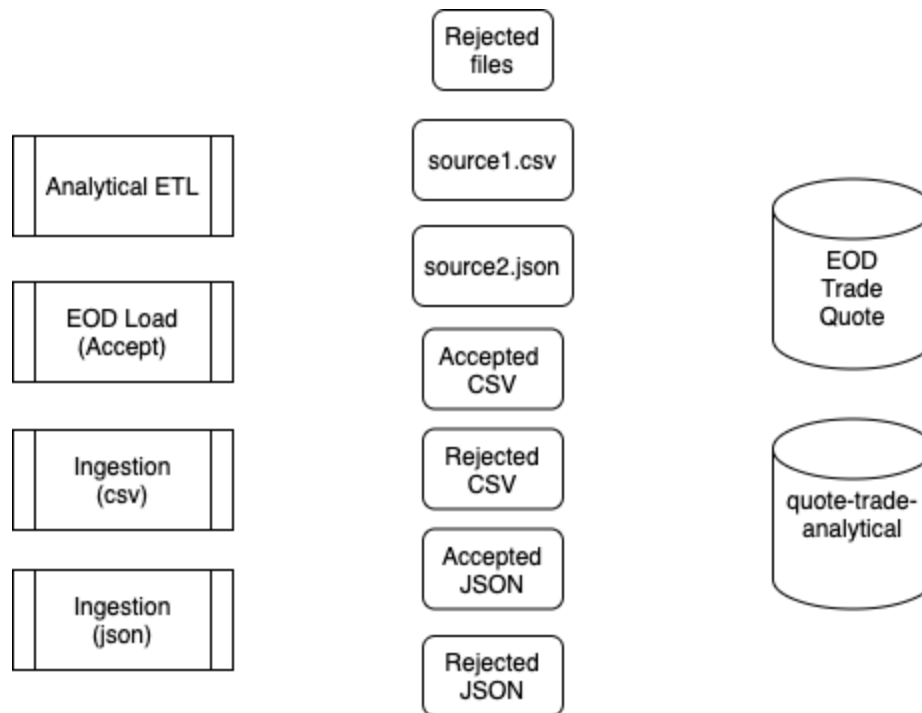 Rejected
files
Analytical ETL
source1.csv
source2.json
EOD
Trade
Quote
EOD Load
(Accept)
Accepted
CSV
Ingestion
(csv)
Rejected
CSV
quote-trade-
analytical
Accepted
JSON
Ingestion
(json)
Rejected
JSON